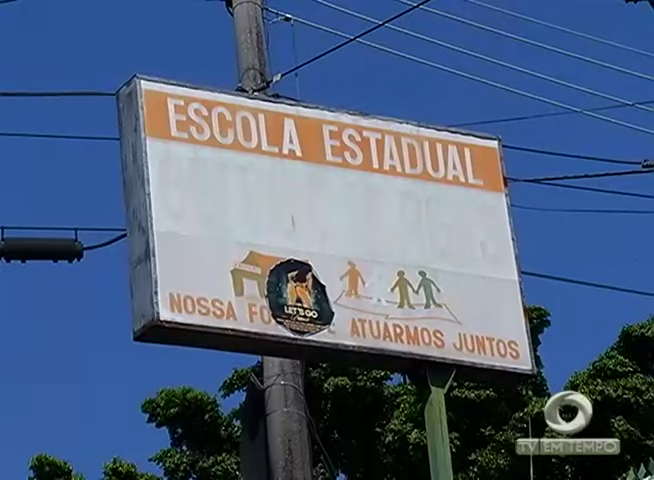 ESCOLA ESTADUAL
NOSSA FO ATUARMOS JUNTOS
LET'S GO
TV EM TEMPO